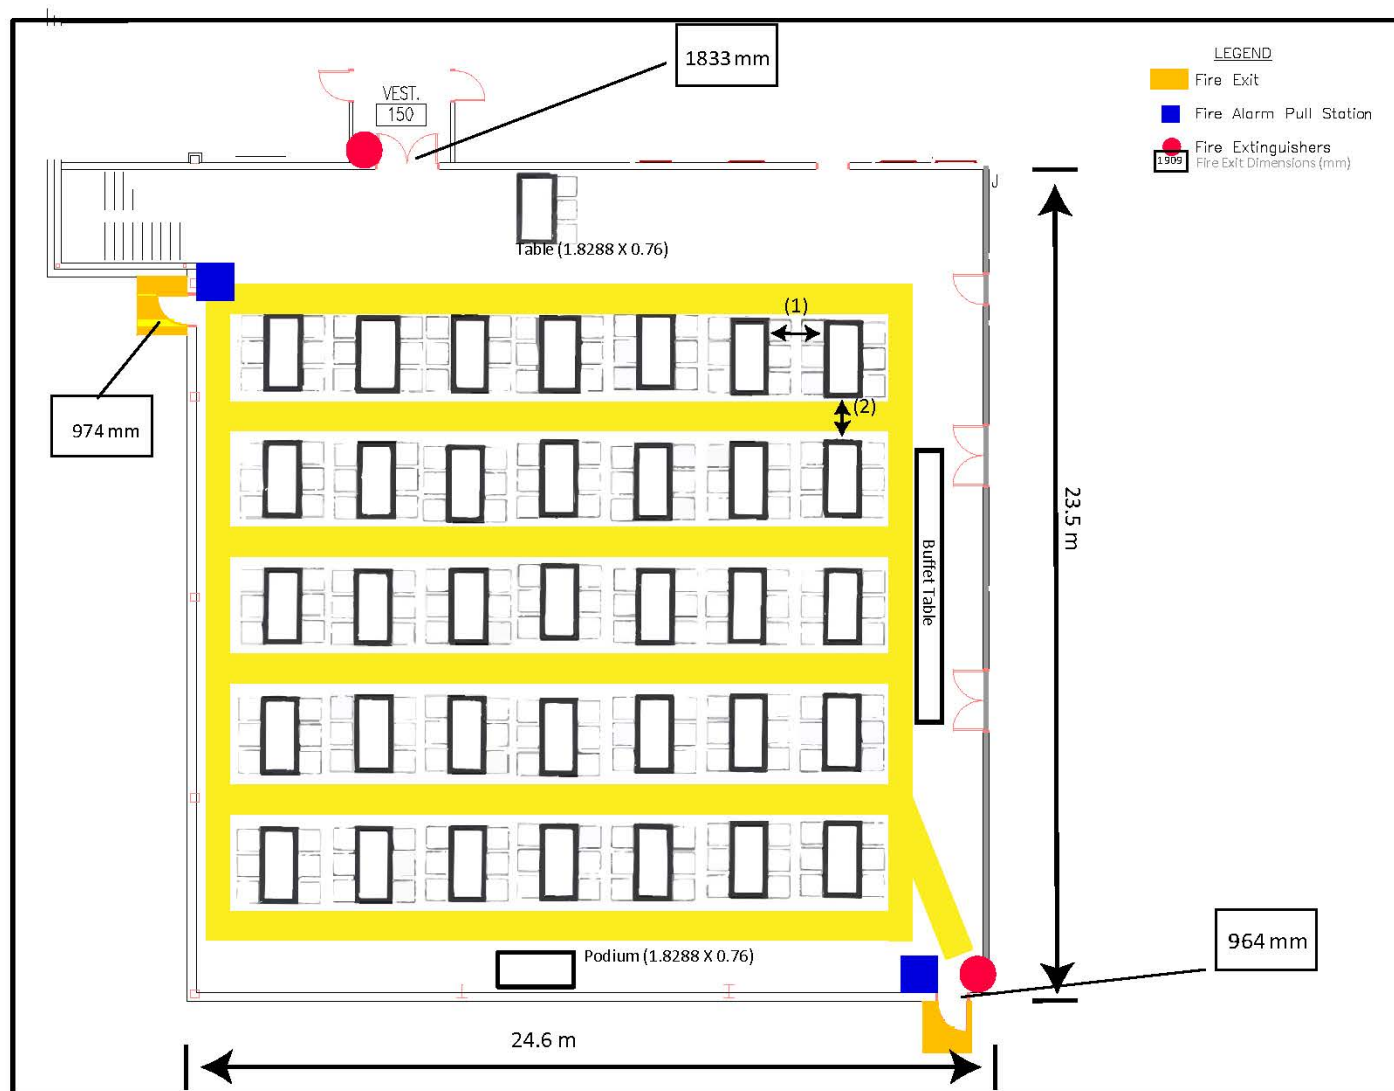 1833 mm
LEGEND
Fire Exit
VEST.
150
Fire Alarm Pull Station
Fire Extinguishers
1909
Fire Exit Dimensions (mm)
J
Table (1.8288 X 0.76)
(1)
(2)
974 mm
23.5 m
Buffet Table
Podium (1.8288 X 0.76)
964 mm
24.6 m